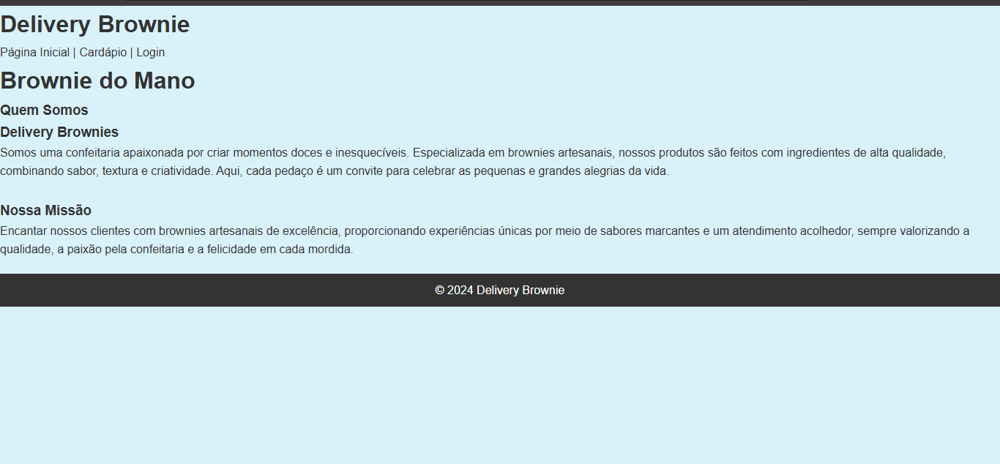 Delivery Brownie
Página Inicial | Cardápio | Login
Brownie do Mano
Quem Somos
Delivery Brownies
Somos uma confeitaria apaixonada por criar momentos doces e inesquecíveis. Especializada em brownies artesanais, nossos produtos são feitos com ingredientes de alta qualidade,
combinando sabor, textura e criatividade. Aqui, cada pedaço é um convite para celebrar as pequenas e grandes alegrias da vida.
Nossa Missão
Encantar nossos clientes com brownies artesanais de excelência, proporcionando experiências únicas por meio de sabores marcantes e um atendimento acolhedor, sempre valorizando a
qualidade, a paixão pela confeitaria e a felicidade em cada mordida.
© 2024 Delivery Brownie